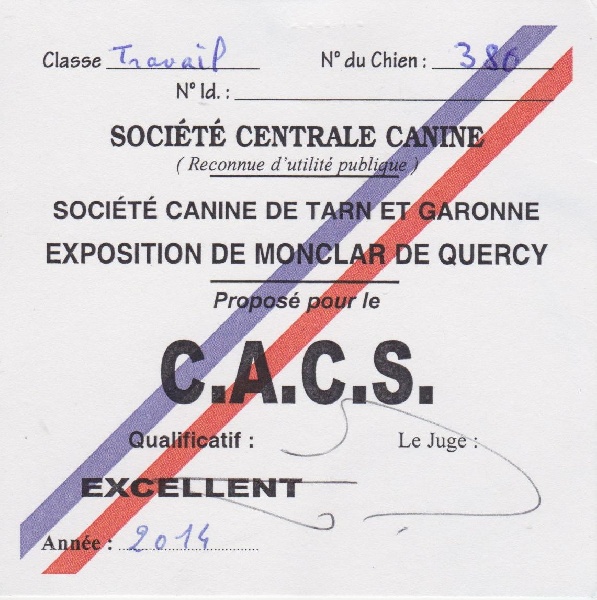 Classe Travail N° du Chien : 380
N° Id. :
SOCIÉTÉ CENTRALE CANINE
( Reconnue d'utilité publique )
SOCIÉTÉ CANINE DE TARN ET GARONNE
EXPOSITION DE MONCLAR DE QUERCY
Proposé pour le
C.A.C.S.
Qualificatif : Le Juge :
EXCELLENT
Année : 2014